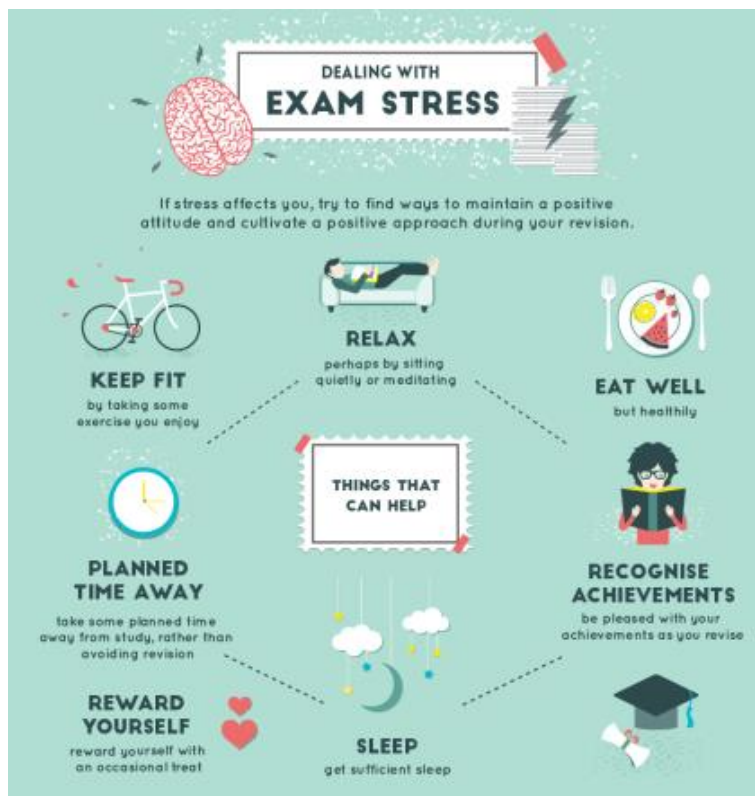 DEALING WITH
EXAM STRESS
If stress affects you, try to find ways to maintain a positive
attitude and cultivate a positive approach during your revision.
KEEP FIT
by taking some
exercise you enjoy
RELAX
perhaps by sitting
quietly or meditating
EAT WELL
but healthily
THINGS THAT
CAN HELP
PLANNED
TIME AWAY
take some planned time
away from study, rather than
avoiding revision
RECOGNISE
ACHIEVEMENTS
be pleased with your
achievements as you revise
REWARD
YOURSELF
reward yourself with
an occasional treat
SLEEP
get sufficient sleep